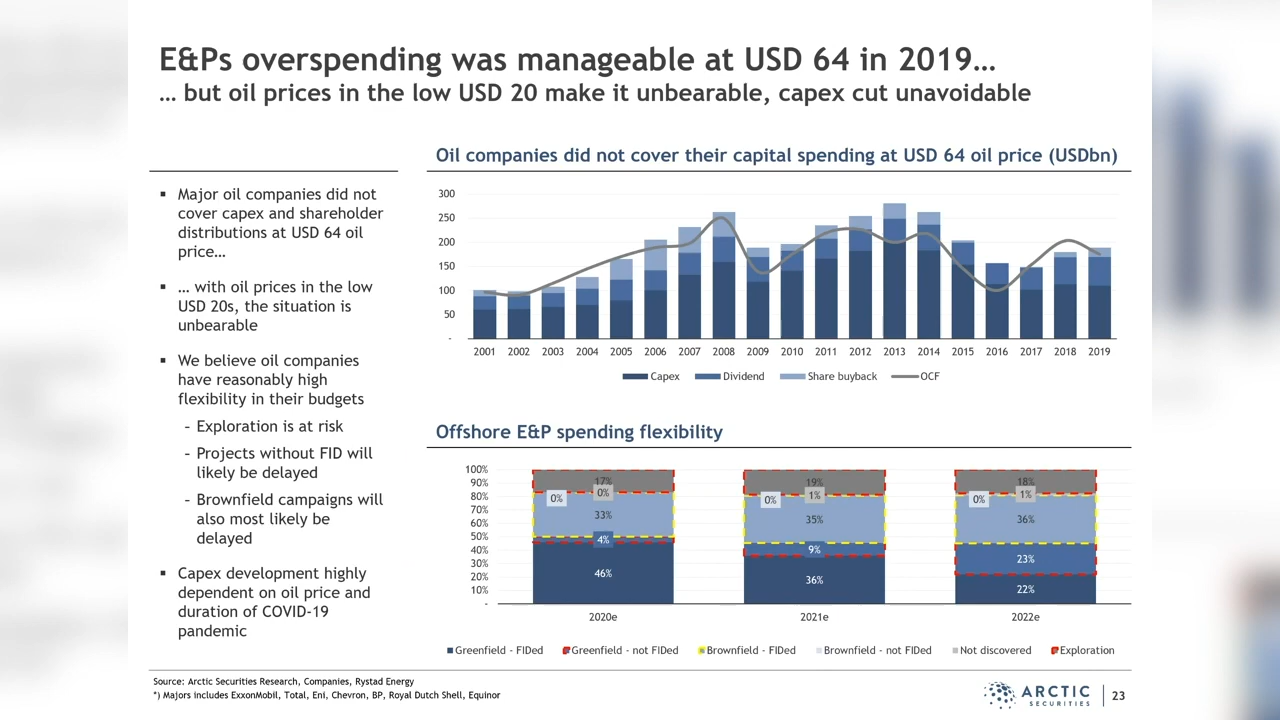 E&Ps overspending was manageable at USD 64 in 2019…
… but oil prices in the low USD 20 make it unbearable, capex cut unavoidable
▪ Major oil companies did not
cover capex and shareholder
distributions at USD 64 oil
price…
▪ … with oil prices in the low
USD 20s, the situation is
unbearable
▪ We believe oil companies
have reasonably high
flexibility in their budgets
– Exploration is at risk
– Projects without FID will
likely be delayed
– Brownfield campaigns will
also most likely be
delayed
▪ Capex development highly
dependent on oil price and
duration of COVID-19
pandemic
Oil companies did not cover their capital spending at USD 64 oil price (USDbn)
300
250
200
150
100
50
-
2001 2002 2003 2004 2005 2006 2007 2008 2009 2010 2011 2012 2013 2014 2015 2016 2017 2018 2019
Capex Dividend Share buyback OCF
Offshore E&P spending flexibility
100%
90%
80%
70%
60%
50%
40%
30%
20%
10%
-
17% 19% 18%
0% 0% 0% 1% 0% 1%
33% 35% 36%
4% 9% 23%
46% 36% 22%
2020e 2021e 2022e
Greenfield - FIDed Greenfield - not FIDed Brownfield - FIDed Brownfield - not FIDed Not discovered Exploration
Source: Arctic Securities Research, Companies, Rystad Energy
*) Majors includes ExxonMobil, Total, Eni, Chevron, BP, Royal Dutch Shell, Equinor
ARCTIC
SECURITIES
23